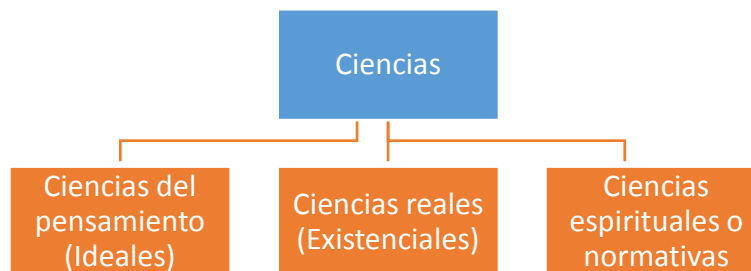 Ciencias
Ciencias del
pensamiento
(Ideales)
Ciencias reales
(Existenciales)
Ciencias
espirituales o
normativas